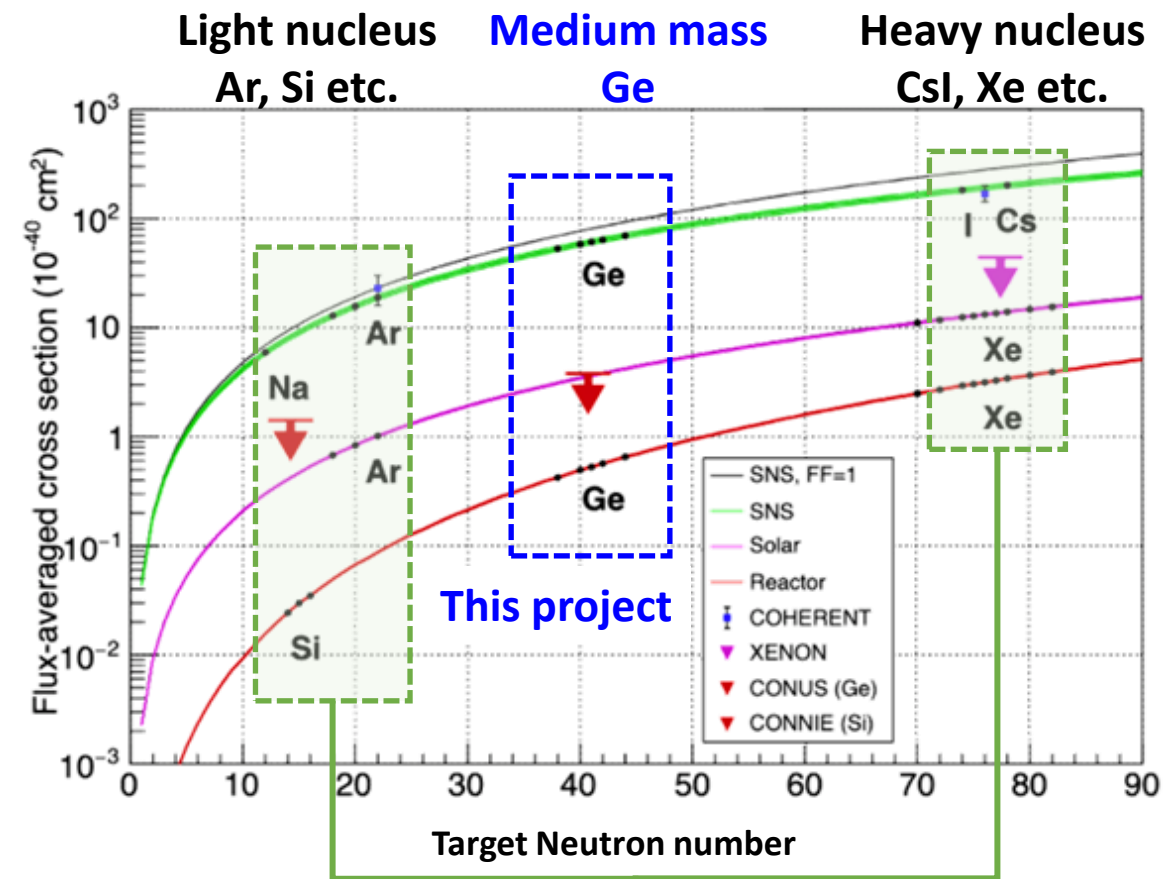 Light nucleus
Ar, Si etc.
Medium mass
Ge
Heavy nucleus
CsI, Xe etc.
Flux-averaged cross section (10⁻⁴⁰ cm²)
10³
10²
10
1
10⁻¹
10⁻²
10⁻³
I Cs
Ge
Ar
Xe
Na
Xe
Ar
Ge
Si
This project
SNS, FF=1
SNS
Solar
Reactor
COHERENT
XENON
CONUS (Ge)
CONNIE (Si)
0 10 20 30 40 50 60 70 80 90
Target Neutron number